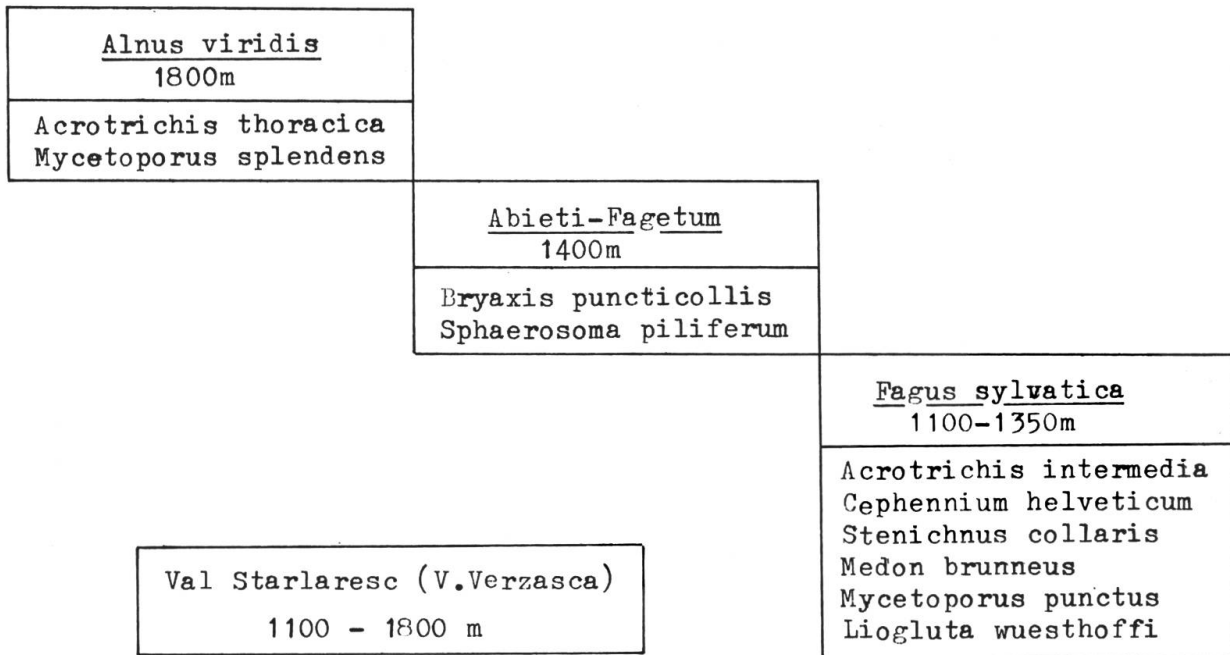 Alnus viridis
1800m
Acrotrichis thoracica
Mycetoporus splendens
Abieti-Fagetum
1400m
Bryaxis puncticollis
Sphaerosoma piliferum
Fagus sylvatica
1100-1350m
Acrotrichis intermedia
Cephennium helveticum
Stenichnus collaris
Medon brunneus
Mycetoporus punctus
Liogluta wuesthoffi
Val Starlaresc (V.Verzasca)
1100 - 1800 m